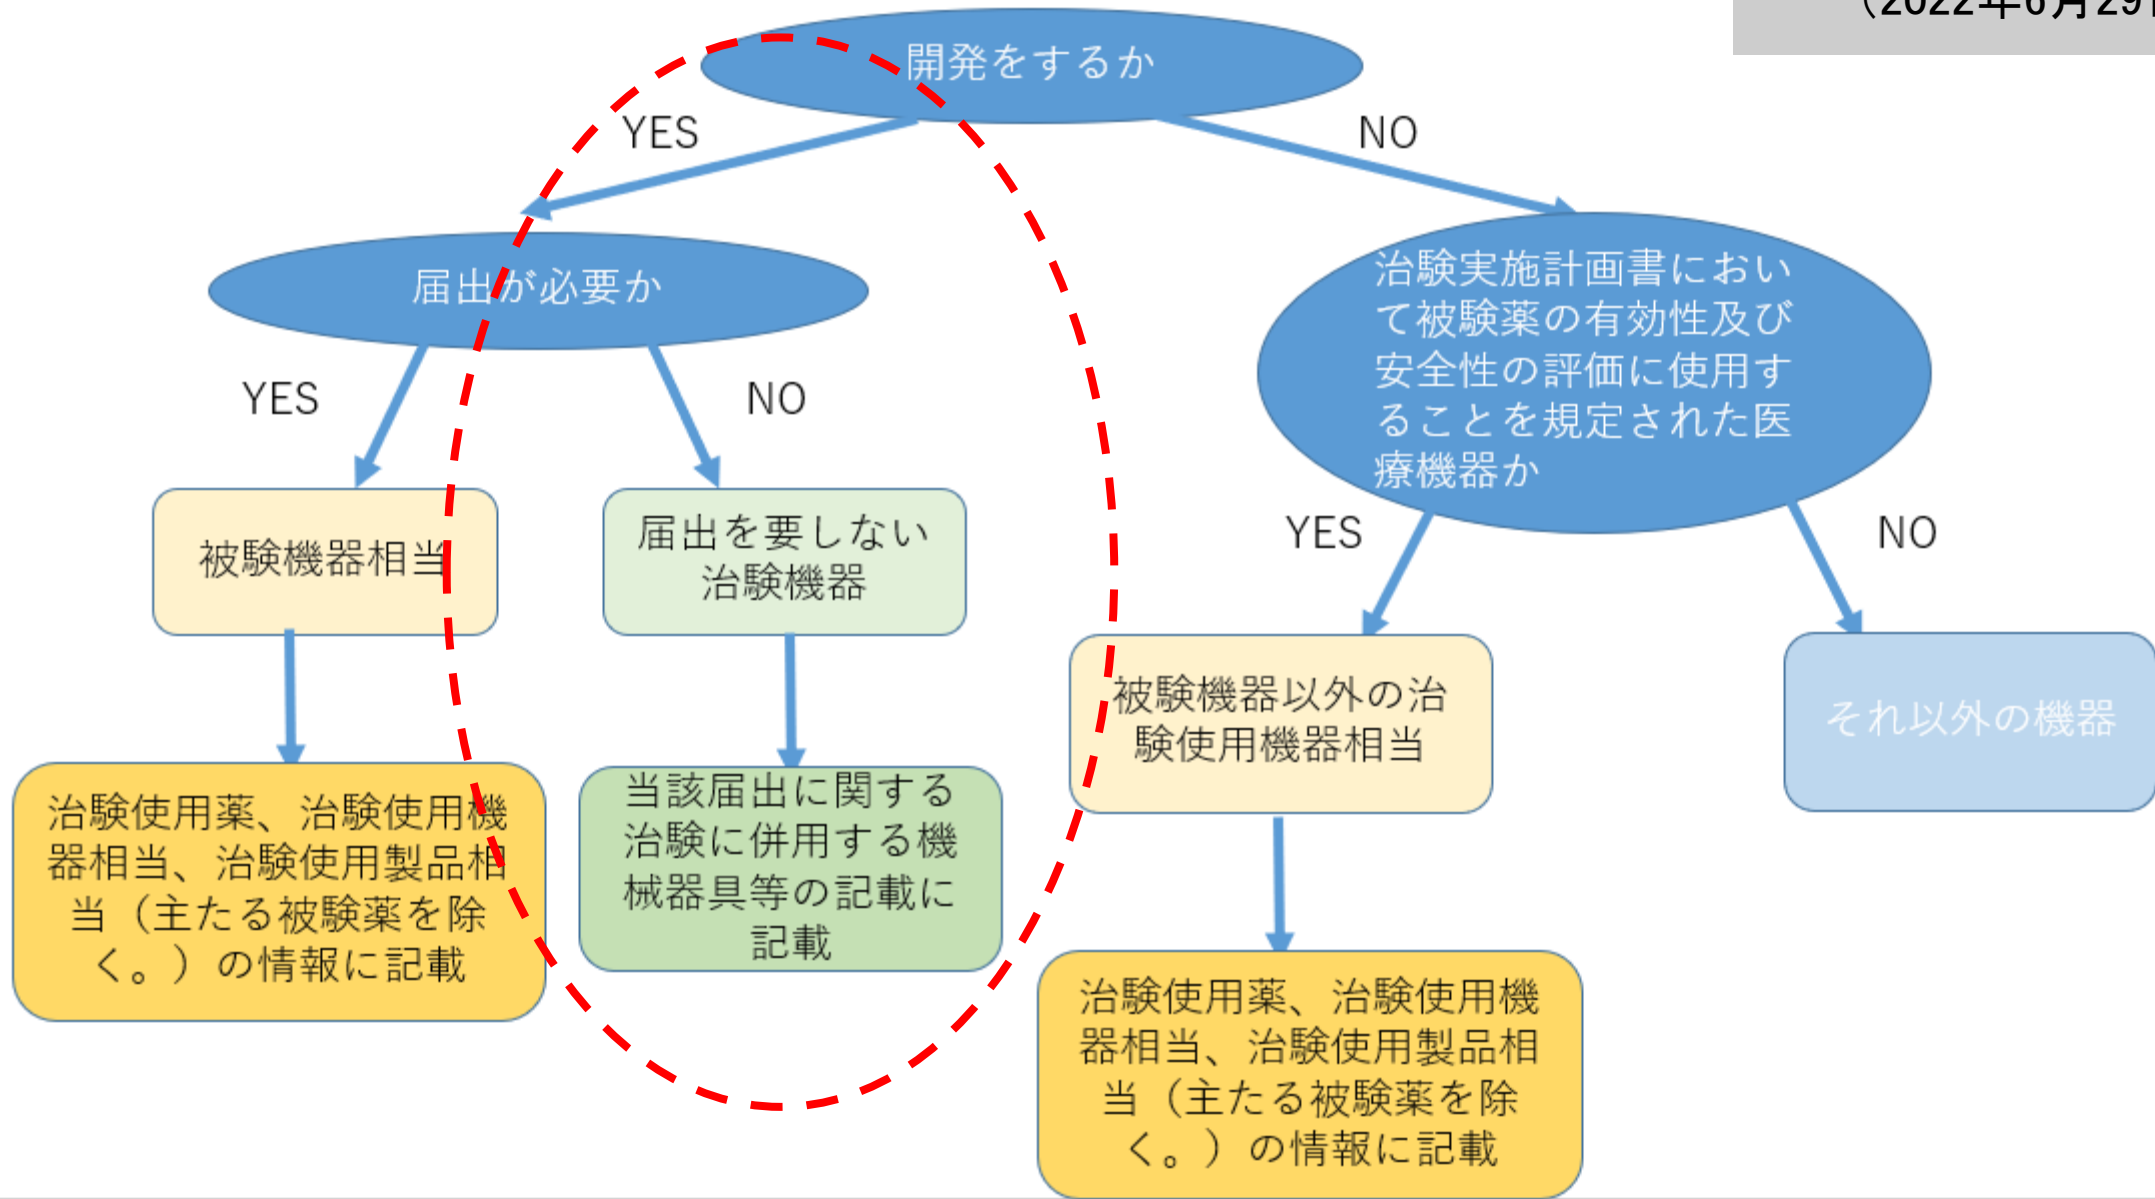 （2022年6月29
開発をするか
YES
NO
届出が必要か
治験実施計画書におい
て被験薬の有効性及び
安全性の評価に使用す
ることを規定された医
療機器か
YES
NO
YES
NO
被験機器相当
届出を要しない
治験機器
被験機器以外の治
験使用機器相当
それ以外の機器
治験使用薬、治験使用機
器相当、治験使用製品相
当（主たる被験薬を除
く。）の情報に記載
当該届出に関する
治験に併用する機
械器具等の記載に
記載
治験使用薬、治験使用機
器相当、治験使用製品相
当（主たる被験薬を除
く。）の情報に記載